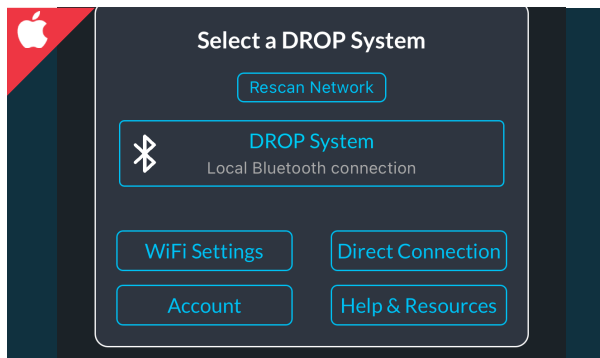 Select a DROP System
Rescan Network
DROP System
Local Bluetooth connection
WiFi Settings
Direct Connection
Account
Help & Resources